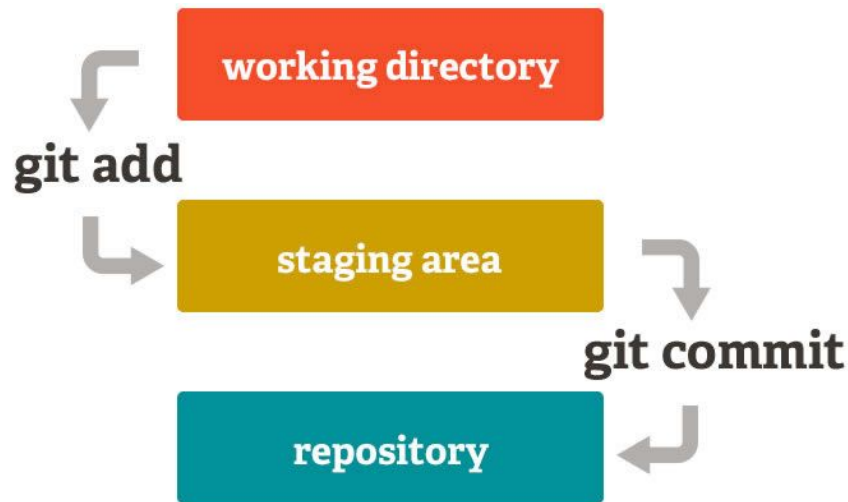 working directory
git add
staging area
git commit
repository